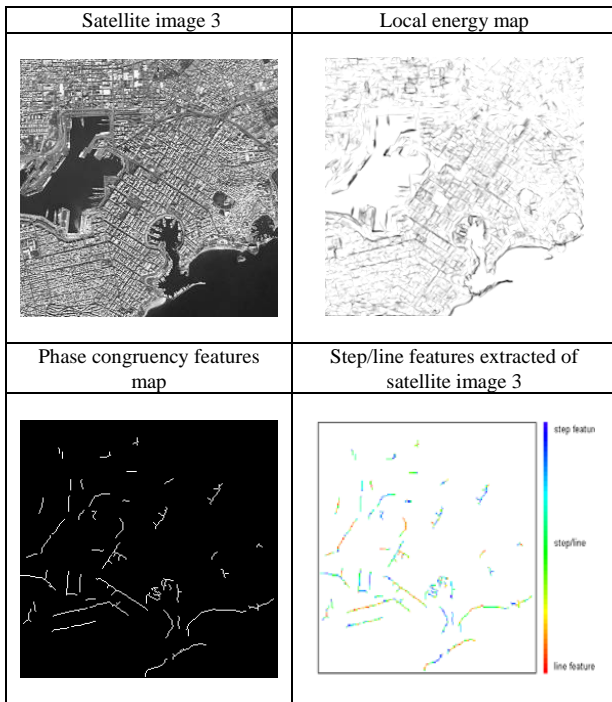 Satellite image 3
Local energy map
Phase congruency features
map
Step/line features extracted of
satellite image 3
step featur
step/line
line feature